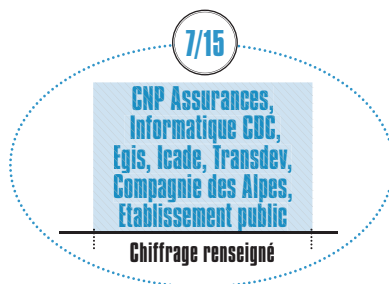 7/15
CNP Assurances,
Informatique CDC,
Egis, Icade, Transdev,
Compagnie des Alpes,
Etablissement public
Chiffrage renseigné